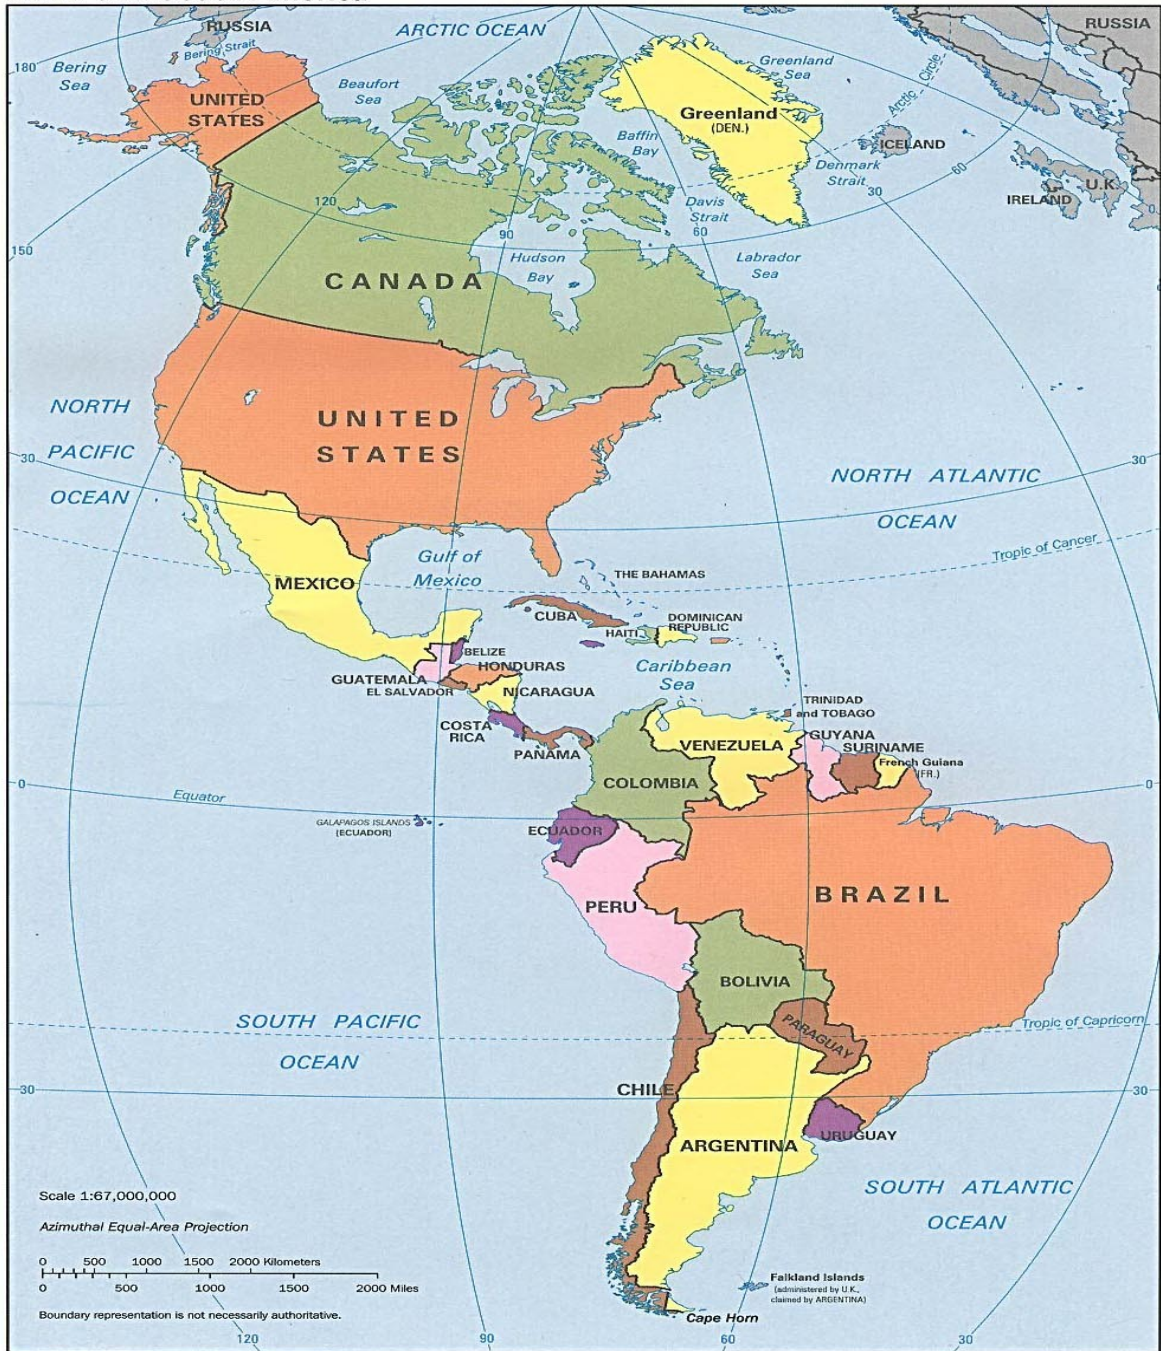 RUSSIA
ARCTIC OCEAN
RUSSIA
Bering Strait
180
Bering
Sea
Beaufort
Sea
Greenland
Sea
Arctic Circle
UNITED
STATES
Greenland
(DEN.)
Baffin
Bay
ICELAND
Denmark
Strait
60
30
U.K.
IRELAND
0
120
Davis
Strait
90
60
150
Hudson
Bay
Labrador
Sea
CANADA
NORTH
PACIFIC
OCEAN
UNITED
STATES
30
NORTH ATLANTIC
OCEAN
30
Gulf of
Mexico
Tropic of Cancer
MEXICO
THE BAHAMAS
CUBA
DOMINICAN
REPUBLIC
HAITI
BELIZE
HONDURAS
Caribbean
Sea
GUATEMALA
EL SALVADOR
NICARAGUA
TRINIDAD
and TOBAGO
COSTA
RICA
PANAMA
VENEZUELA
GUYANA
SURINAME
French Guiana
(FR.)
COLOMBIA
0
Equator
0
GALAPAGOS ISLANDS
(ECUADOR)
ECUADOR
PERU
BRAZIL
BOLIVIA
SOUTH PACIFIC
OCEAN
PARAGUAY
Tropic of Capricorn
30
CHILE
30
ARGENTINA
URUGUAY
SOUTH ATLANTIC
OCEAN
Scale 1:67,000,000
Azimuthal Equal-Area Projection
0 500 1000 1500 2000 Kilometers
0 500 1000 1500 2000 Miles
Boundary representation is not necessarily authoritative.
Falkland Islands
(administered by U.K.,
claimed by ARGENTINA)
Cape Horn
120
90
60
30